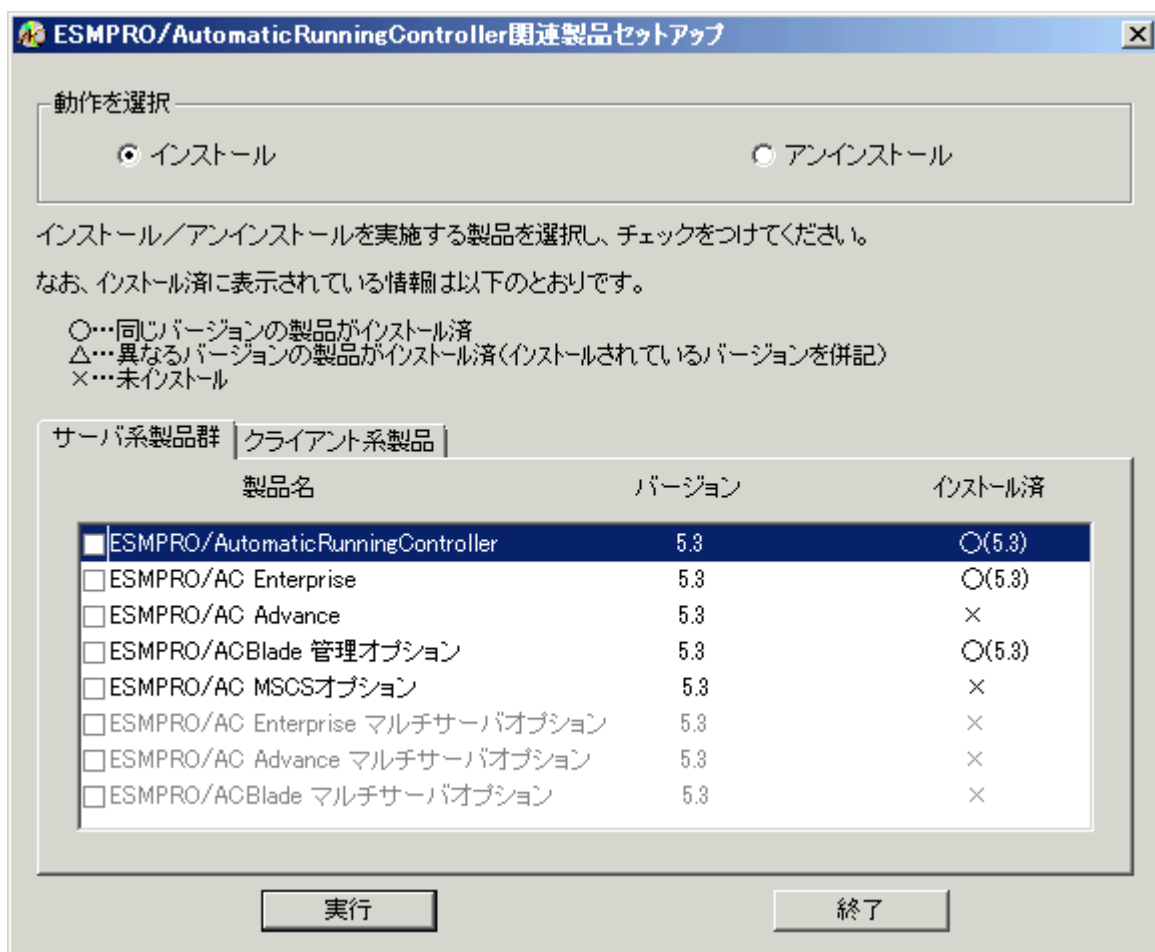 ESMPRO/AutomaticRunningController関連製品セットアップ
動作を選択
インストール アンインストール
インストール／アンインストールを実施する製品を選択し、チェックをつけてください。
なお、インストール済に表示されている情報は以下のとおりです。
○…同じバージョンの製品がインストール済
△…異なるバージョンの製品がインストール済(インストールされているバージョンを併記)
×…未インストール
サーバ系製品群 クライアント系製品
製品名 バージョン インストール済
ESMPRO/AutomaticRunningController 5.3 ○(5.3)
ESMPRO/AC Enterprise 5.3 ○(5.3)
ESMPRO/AC Advance 5.3 ×
ESMPRO/ACBlade 管理オプション 5.3 ○(5.3)
ESMPRO/AC MSCSオプション 5.3 ×
ESMPRO/AC Enterprise マルチサーバオプション 5.3 ×
ESMPRO/AC Advance マルチサーバオプション 5.3 ×
ESMPRO/ACBlade マルチサーバオプション 5.3 ×
実行 終了